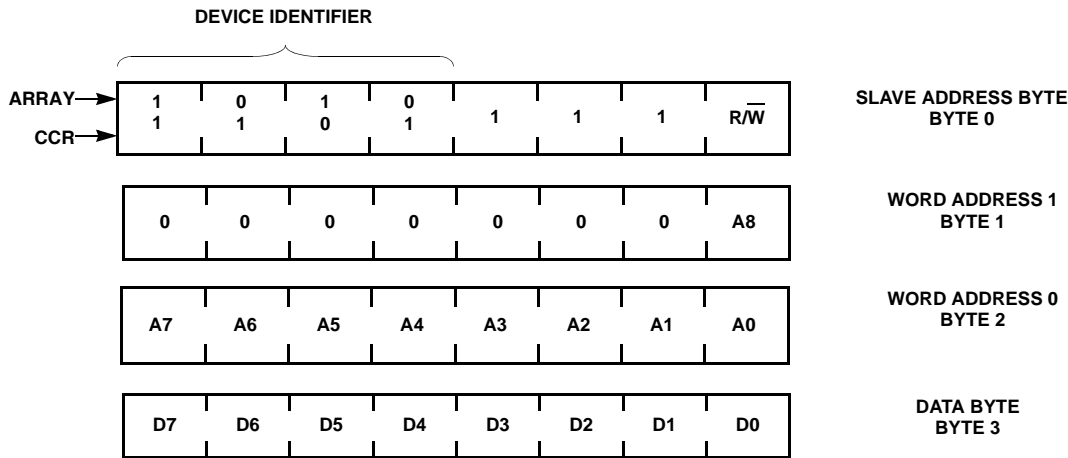 DEVICE IDENTIFIER
ARRAY
CCR
1 0 1 0
1 1 0 1
1 1 1 R/W̅
SLAVE ADDRESS BYTE
BYTE 0
0 0 0 0 0 0 0 A8
WORD ADDRESS 1
BYTE 1
A7 A6 A5 A4 A3 A2 A1 A0
WORD ADDRESS 0
BYTE 2
D7 D6 D5 D4 D3 D2 D1 D0
DATA BYTE
BYTE 3